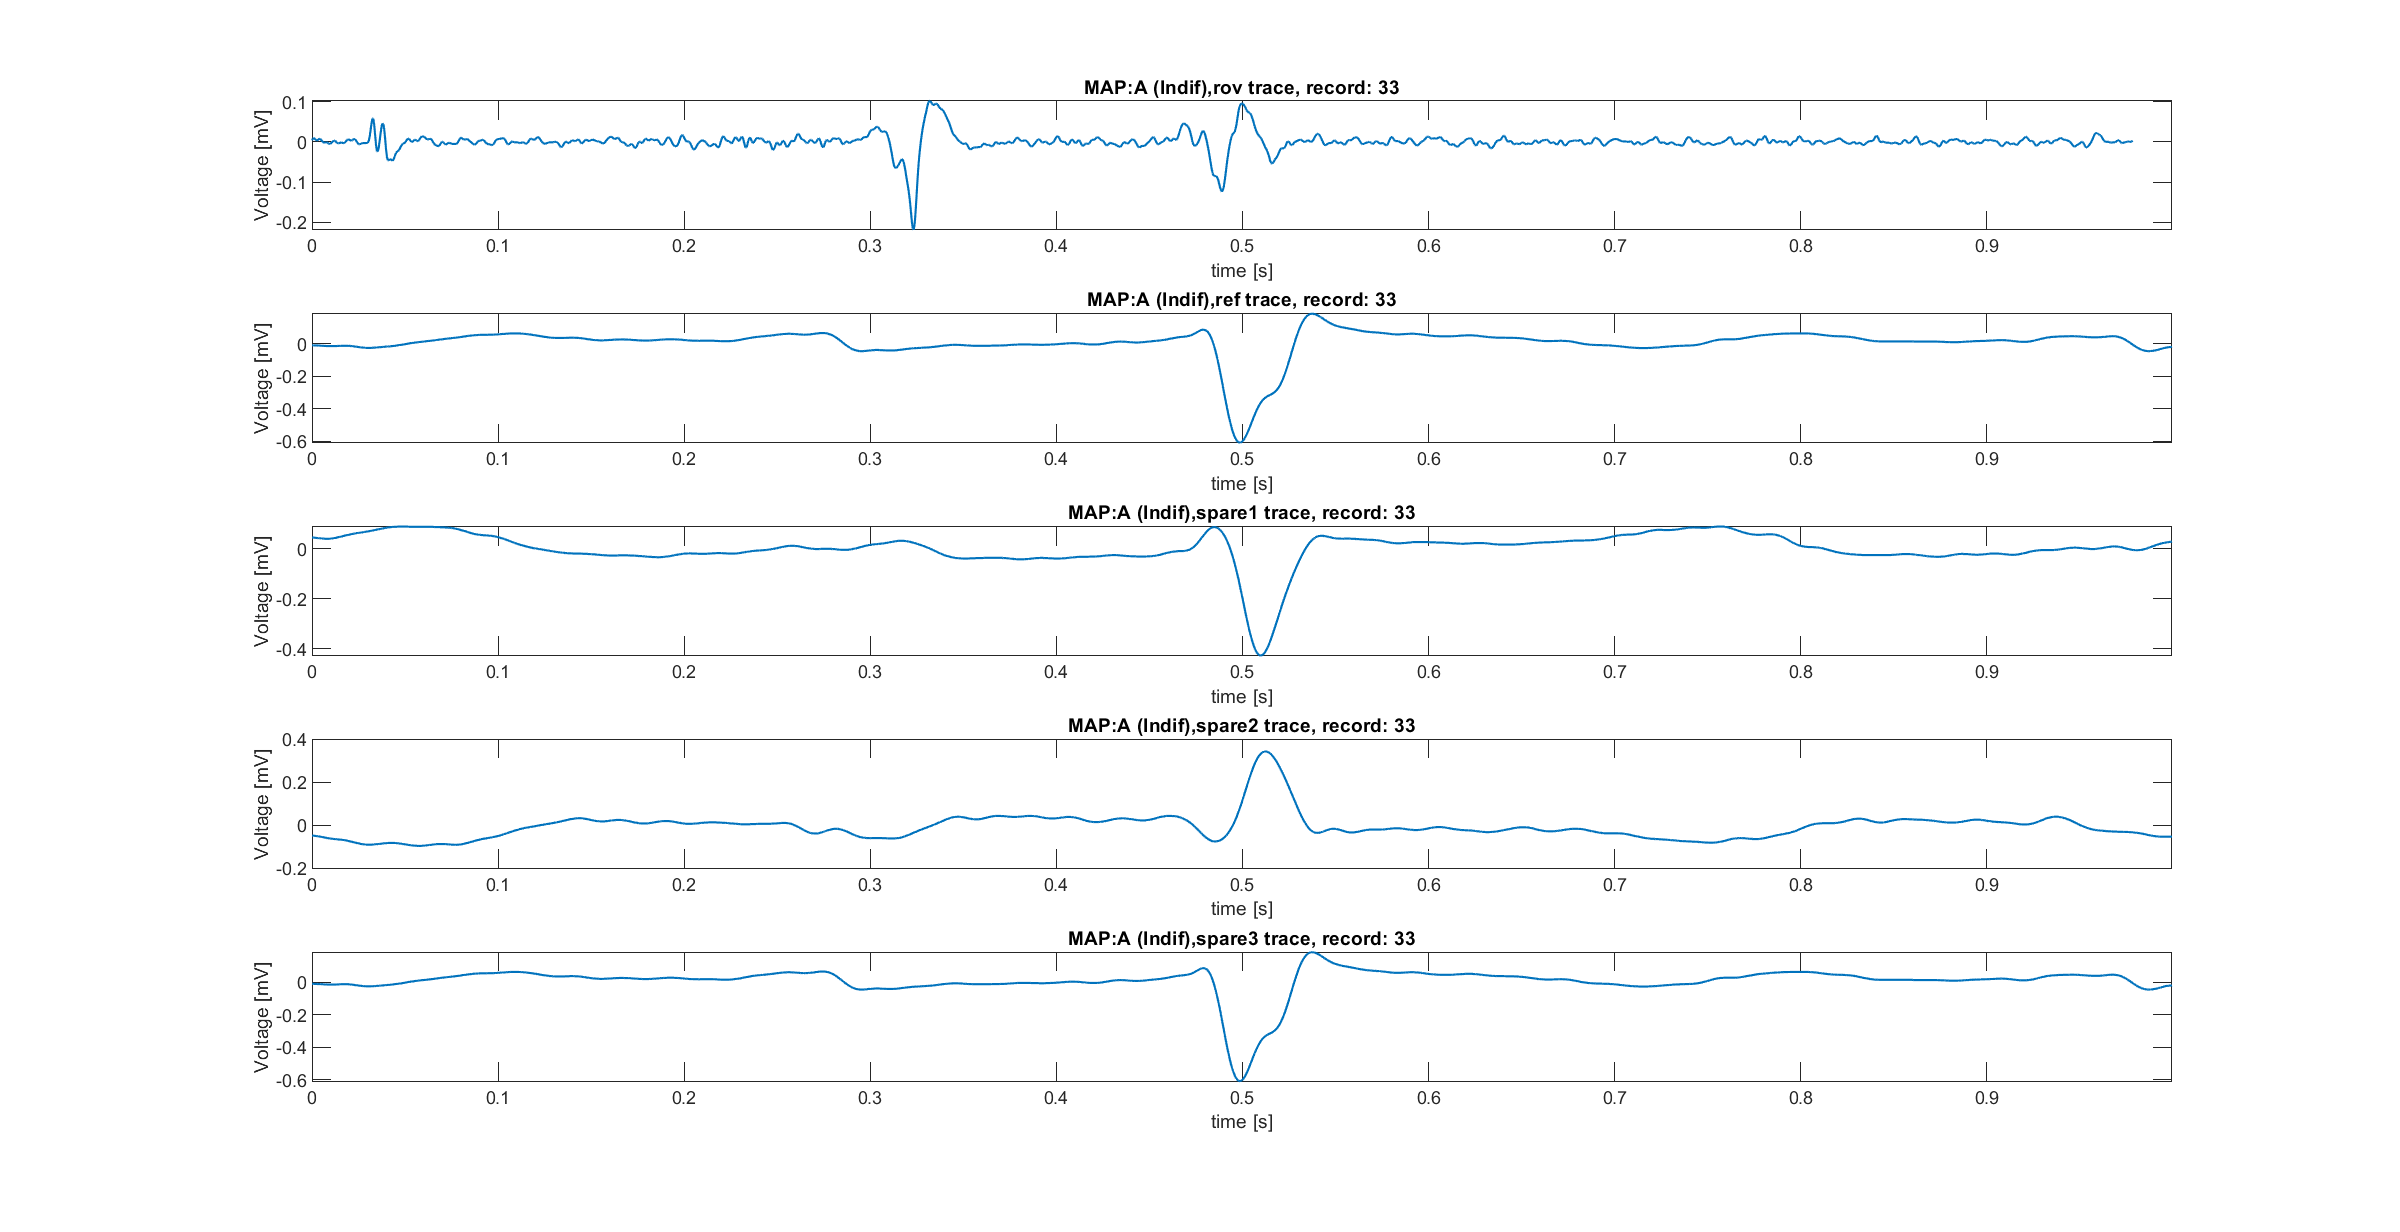 MAP:A (Indif),rov trace, record: 33
Voltage [mV]
0.1
0
-0.1
-0.2
0 0.1 0.2 0.3 0.4 0.5 0.6 0.7 0.8 0.9
time [s]
MAP:A (Indif),ref trace, record: 33
Voltage [mV]
0
-0.2
-0.4
-0.6
0 0.1 0.2 0.3 0.4 0.5 0.6 0.7 0.8 0.9
time [s]
MAP:A (Indif),spare1 trace, record: 33
Voltage [mV]
0
-0.2
-0.4
0 0.1 0.2 0.3 0.4 0.5 0.6 0.7 0.8 0.9
time [s]
MAP:A (Indif),spare2 trace, record: 33
Voltage [mV]
0.4
0.2
0
-0.2
0 0.1 0.2 0.3 0.4 0.5 0.6 0.7 0.8 0.9
time [s]
MAP:A (Indif),spare3 trace, record: 33
Voltage [mV]
0
-0.2
-0.4
-0.6
0 0.1 0.2 0.3 0.4 0.5 0.6 0.7 0.8 0.9
time [s]